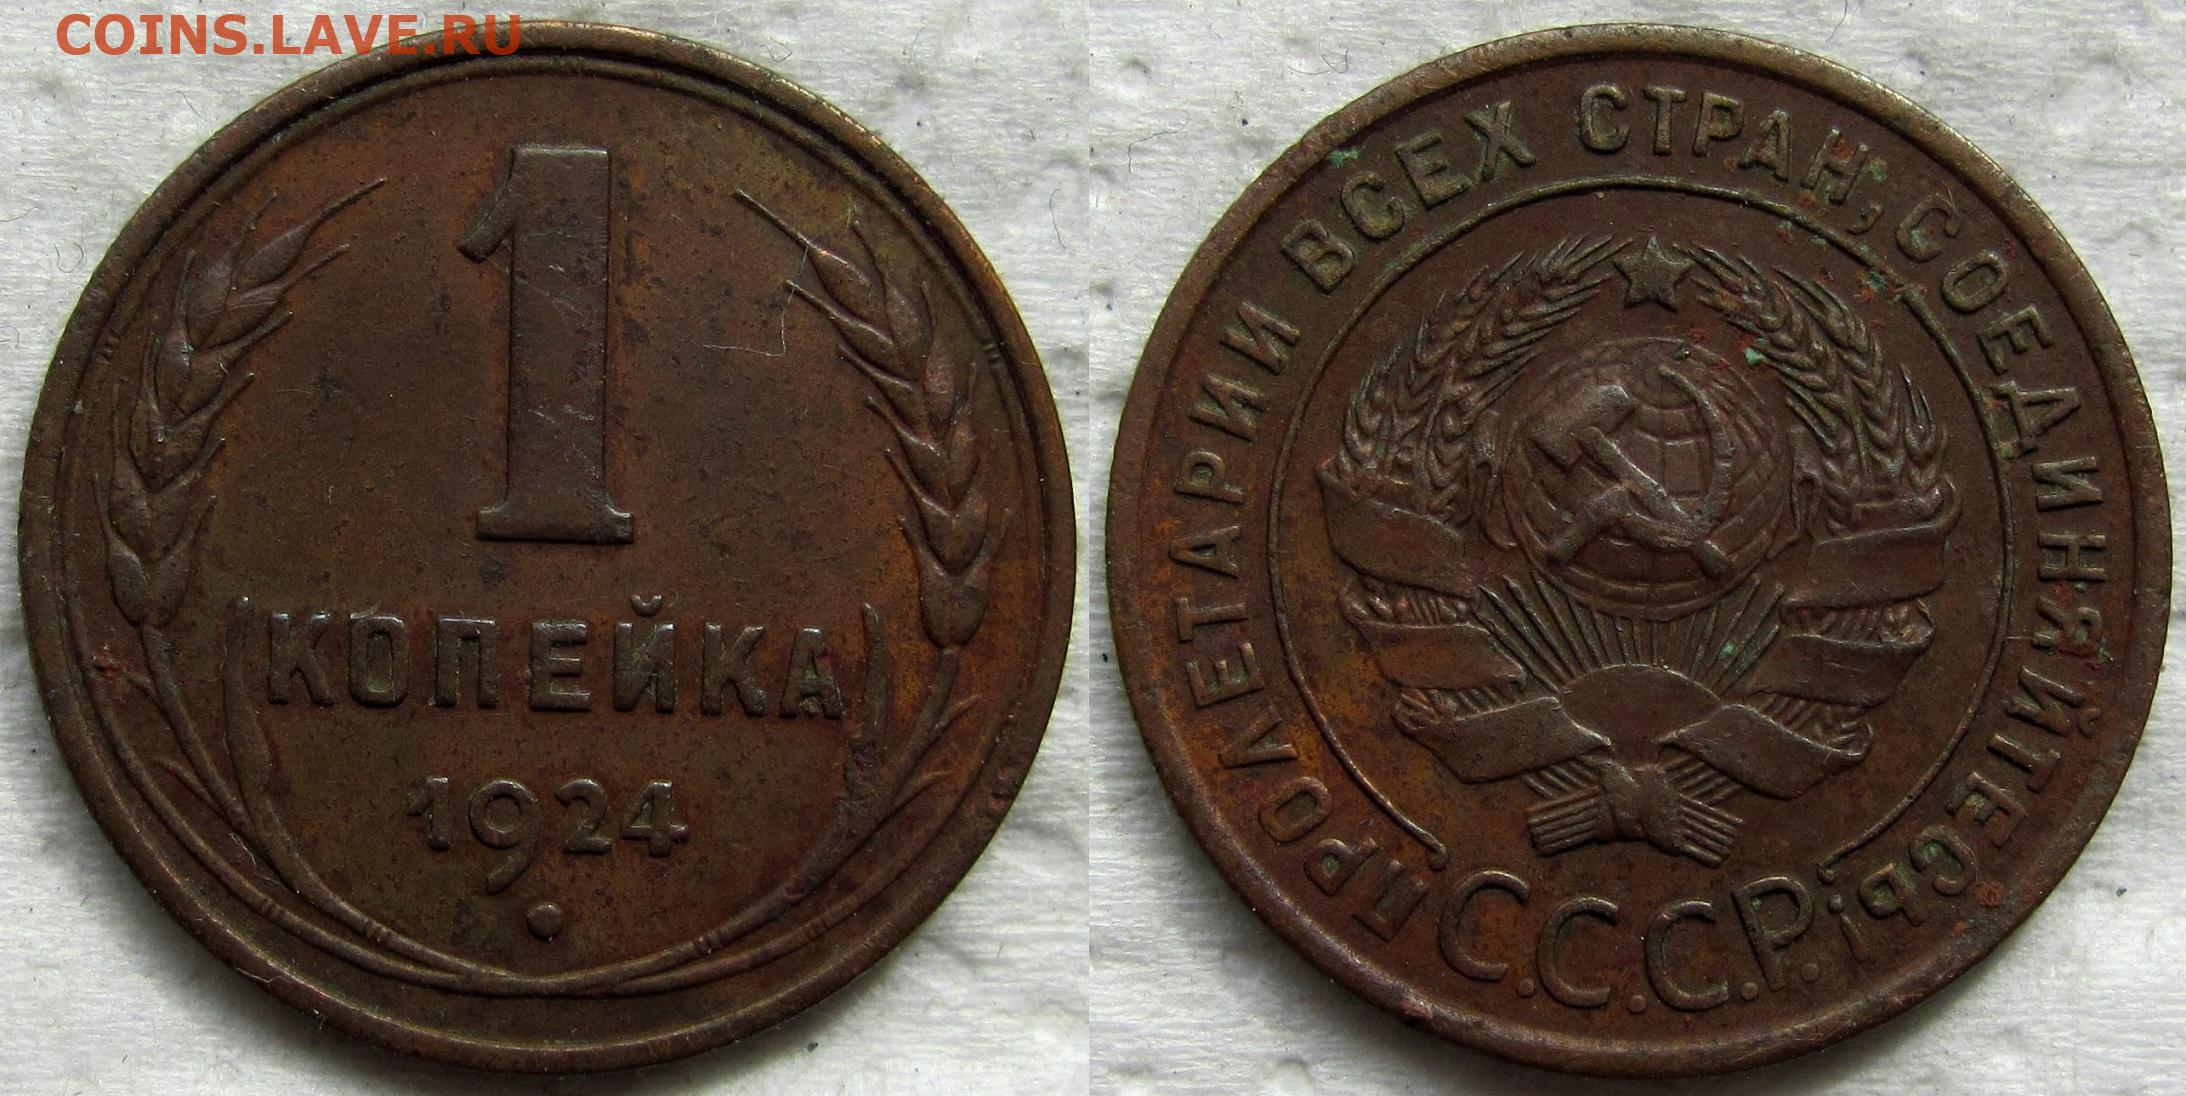 COINS.LAVE.RU
1
КОПЕЙКА
1924
ПРОЛЕТАРИИ ВСЕХ СТРАН, СОЕДИНЯЙТЕСЬ!
С.С.С.Р.